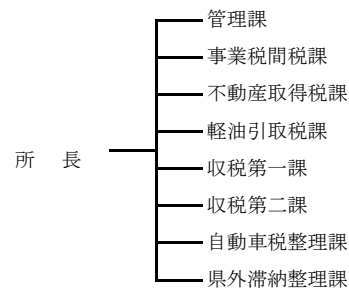 管理課
事業税間税課
不動産取得税課
軽油引取税課
所　長
収税第一課
収税第二課
自動車税整理課
県外滞納整理課